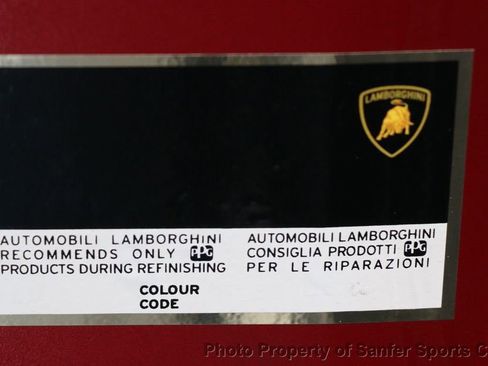 LAMBORGHINI
AUTOMOBILI LAMBORGHINI
RECOMMENDS ONLY PPG
PRODUCTS DURING REFINISHING
AUTOMOBILI LAMBORGHINI
CONSIGLIA PRODOTTI PPG
PER LE RIPARAZIONI
COLOUR
CODE
Photo Property of Sanfer Sports C